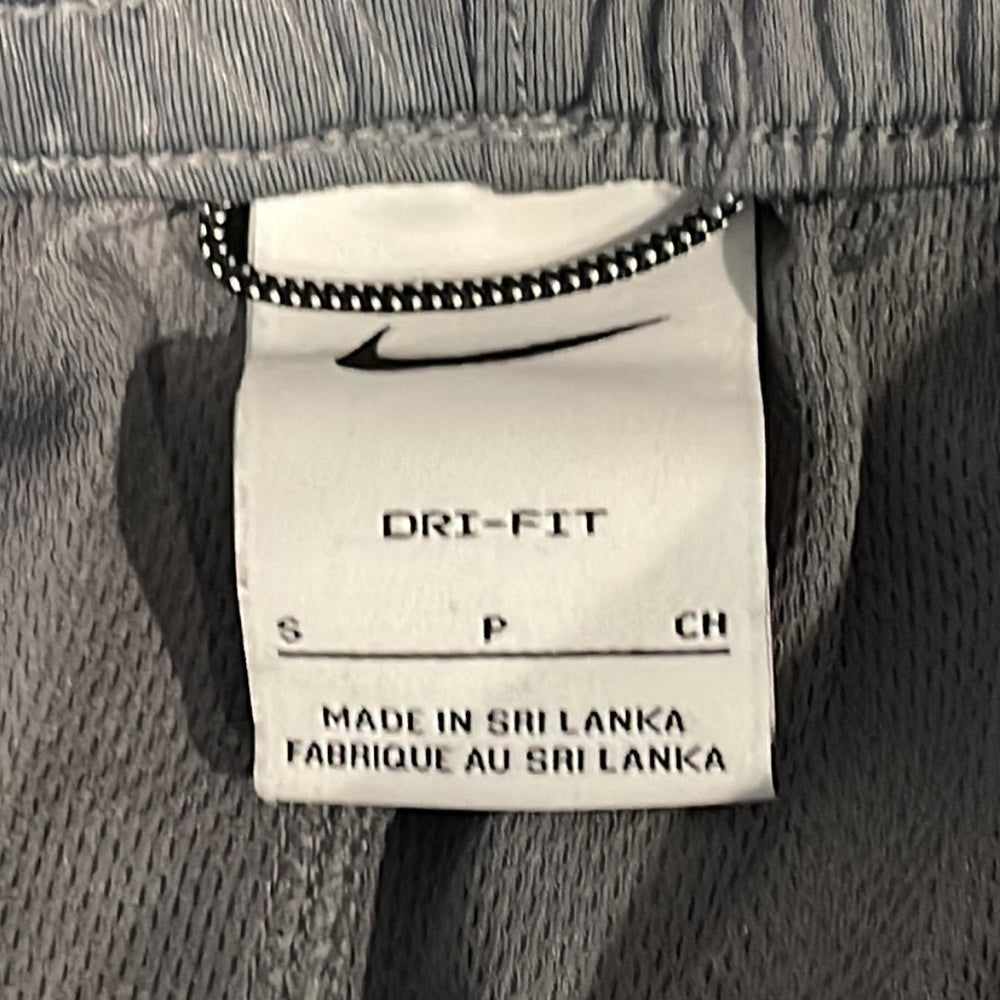 DRI-FIT
S P CH
MADE IN SRI LANKA
FABRIQUE AU SRI LANKA